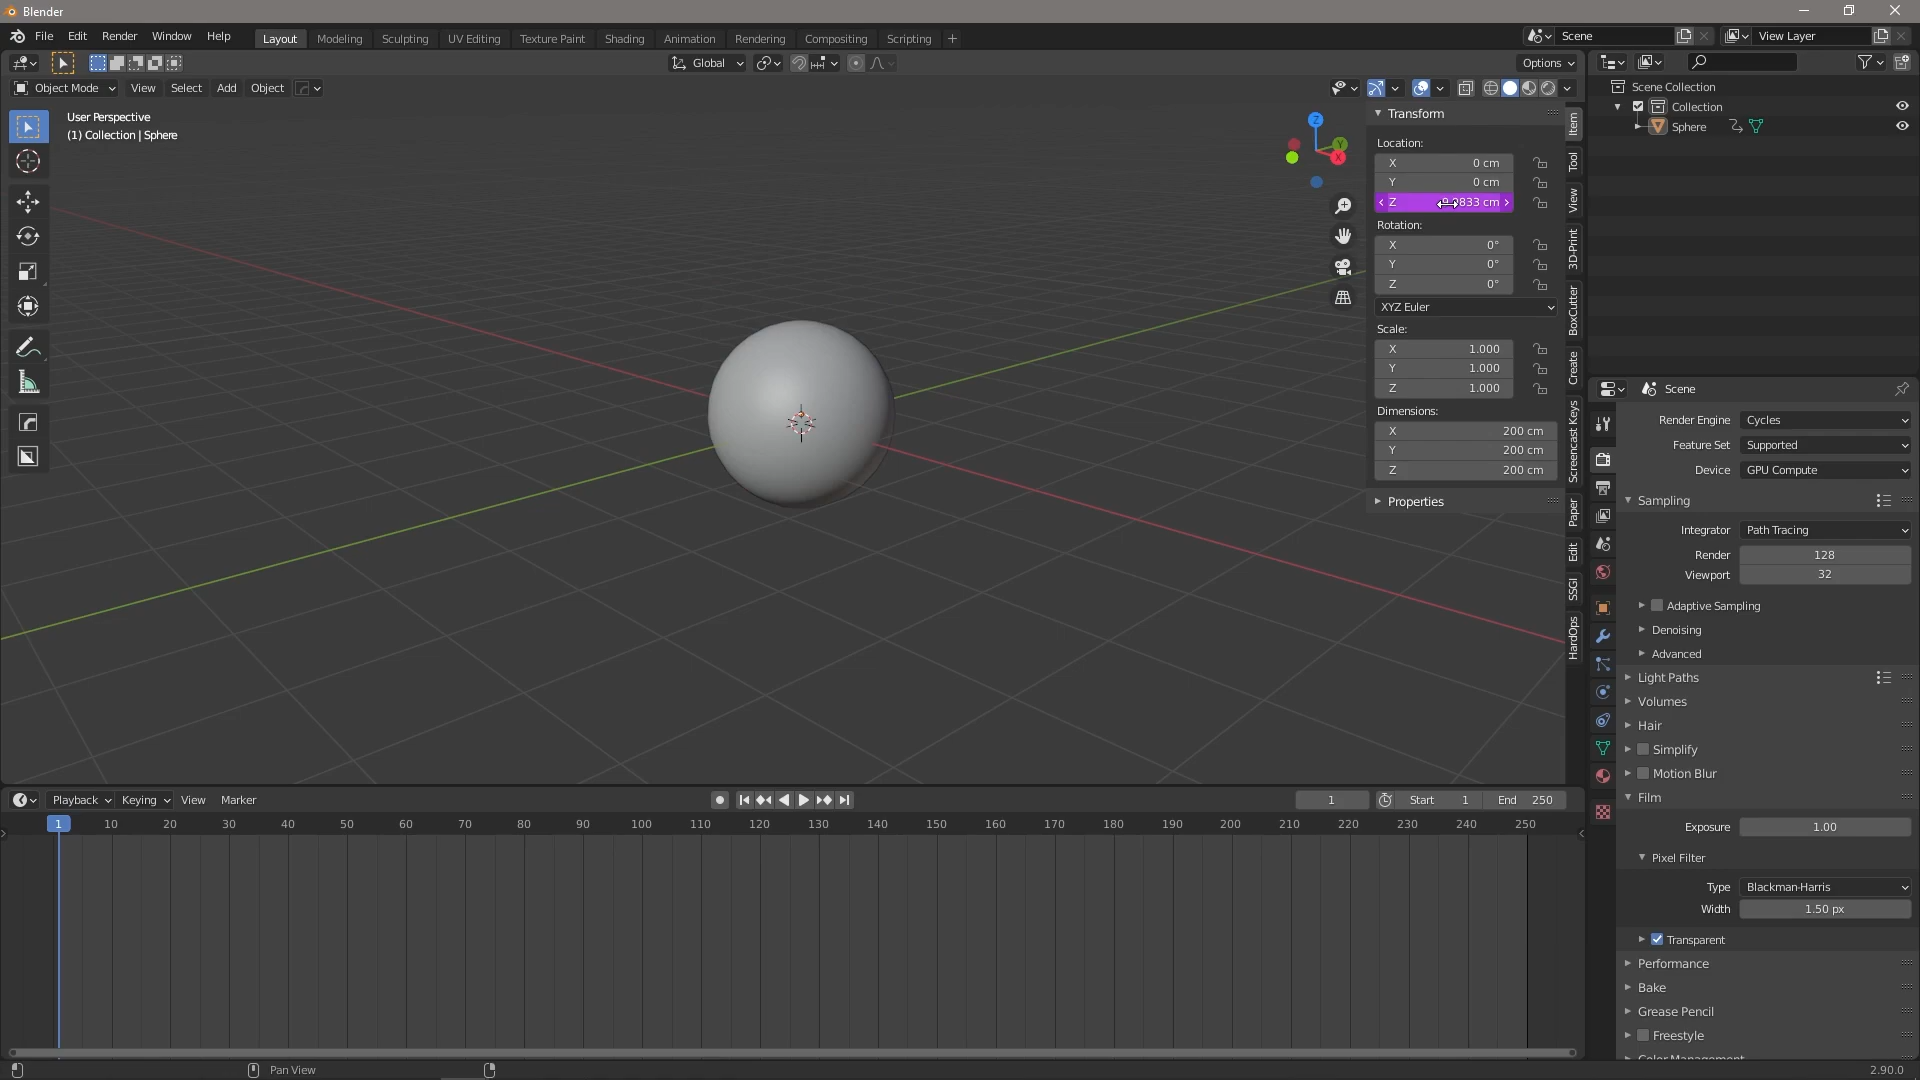 Blender
File Edit Render Window Help
Layout Modeling Sculpting UV Editing Texture Paint Shading Animation Rendering Compositing Scripting +
Scene
View Layer
Global
Options
Object Mode View Select Add Object
User Perspective
(1) Collection | Sphere
Z
Y
X
Transform
Location:
X 0 cm
Y 0 cm
Z
Rotation:
X 0°
Y 0°
Z 0°
XYZ Euler
Scale:
X 1.000
Y 1.000
Z 1.000
Dimensions:
X 200 cm
Y 200 cm
Z 200 cm
Properties
Item
Tool
View
3D-Print
BoxCutter
Create
Screencast Keys
Paper
Edit
SSGI
HardOps
Scene Collection
Collection
Sphere
Scene
Render Engine Cycles
Feature Set Supported
Device GPU Compute
Sampling
Integrator Path Tracing
Render 128
Viewport 32
Adaptive Sampling
Denoising
Advanced
Light Paths
Volumes
Hair
Simplify
Motion Blur
Film
Exposure 1.00
Pixel Filter
Type Blackman-Harris
Width 1.50 px
Transparent
Performance
Bake
Grease Pencil
Freestyle
Color Management
Playback Keying View Marker
1 Start 1 End 250
1 10 20 30 40 50 60 70 80 90 100 110 120 130 140 150 160 170 180 190 200 210 220 230 240 250
Pan View
2.90.0